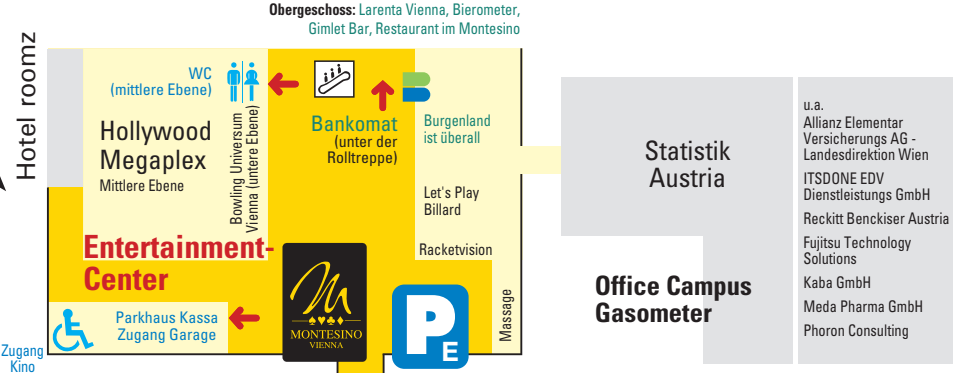 Obergeschoss: Larenta Vienna, Bierometer,
Gimlet Bar, Restaurant im Montesino
Hotel roomz
WC
(mittlere Ebene)
Hollywood
Megaplex
Mittlere Ebene
Bowling Universum
Vienna (untere Ebene)
Bankomat
(unter der
Rolltreppe)
Burgenland
ist überall
Let's Play
Billard
Racketvision
Massage
Entertainment-
Center
Parkhaus Kassa
Zugang Garage
Zugang
Kino
M
MONTESINO
VIENNA
P
E
Statistik
Austria
Office Campus
Gasometer
u.a.
Allianz Elementar
Versicherungs AG -
Landesdirektion Wien
ITSDONE EDV
Dienstleistungs GmbH
Reckitt Benckiser Austria
Fujitsu Technology
Solutions
Kaba GmbH
Meda Pharma GmbH
Phoron Consulting